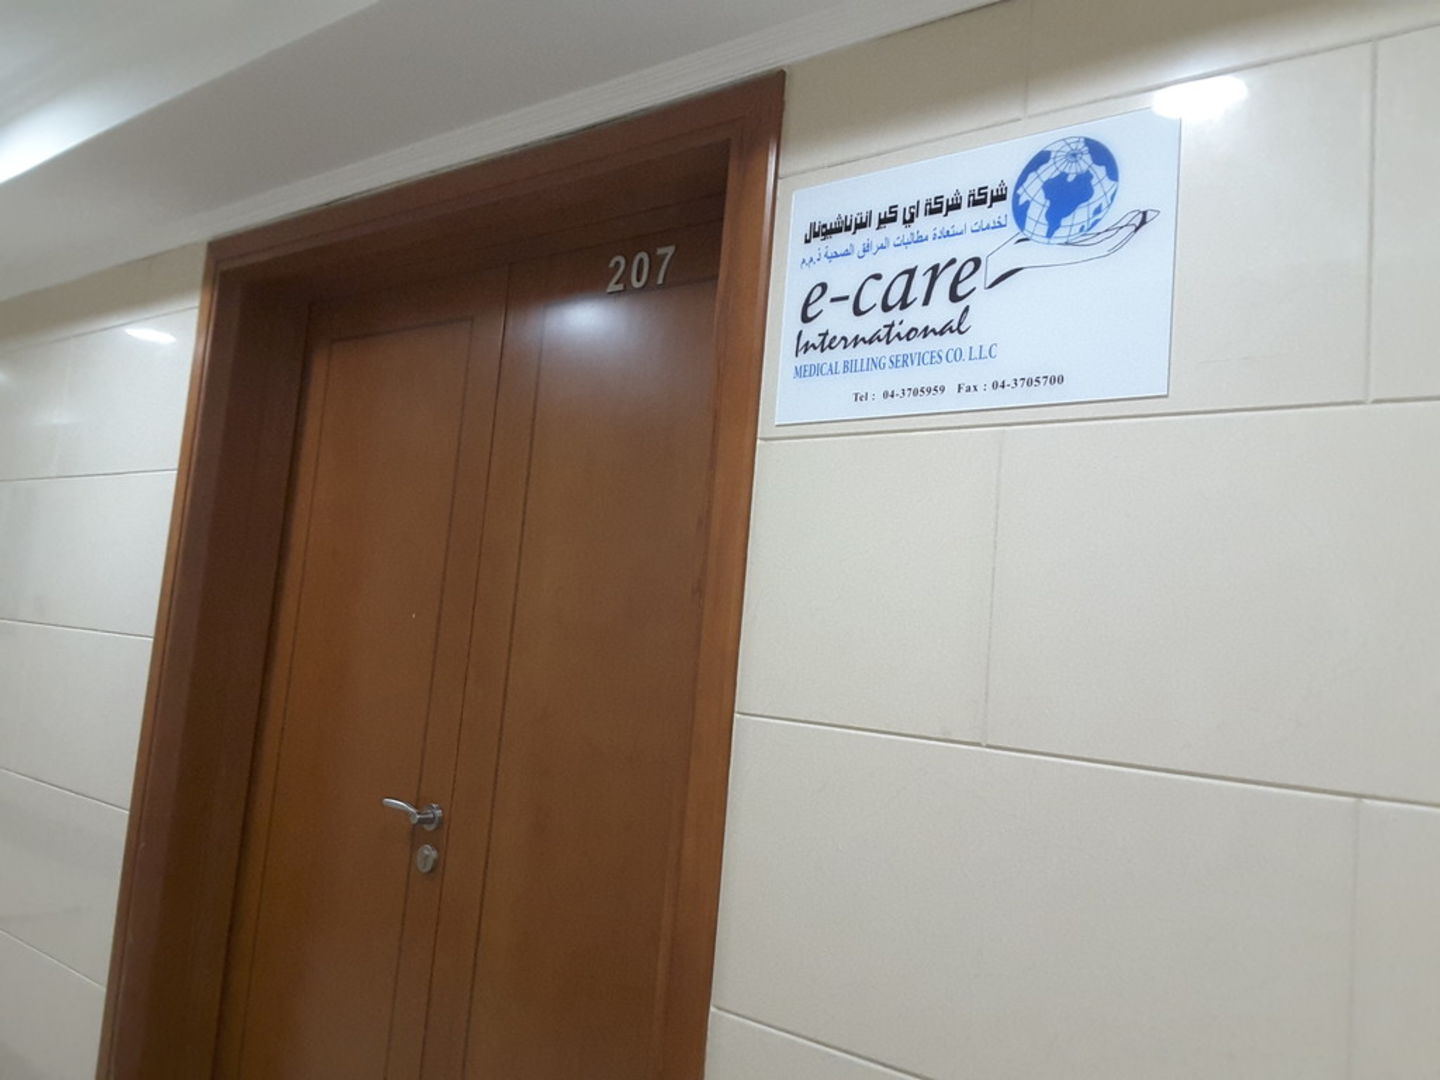 207
شركة شركة اي كير انترناشيونال
لخدمات استعادة مطالبات المرافق الصحية ذ.م.م
e-care
International
MEDICAL BILLING SERVICES CO. L.L.C
Tel : 04-3705959 Fax : 04-3705700